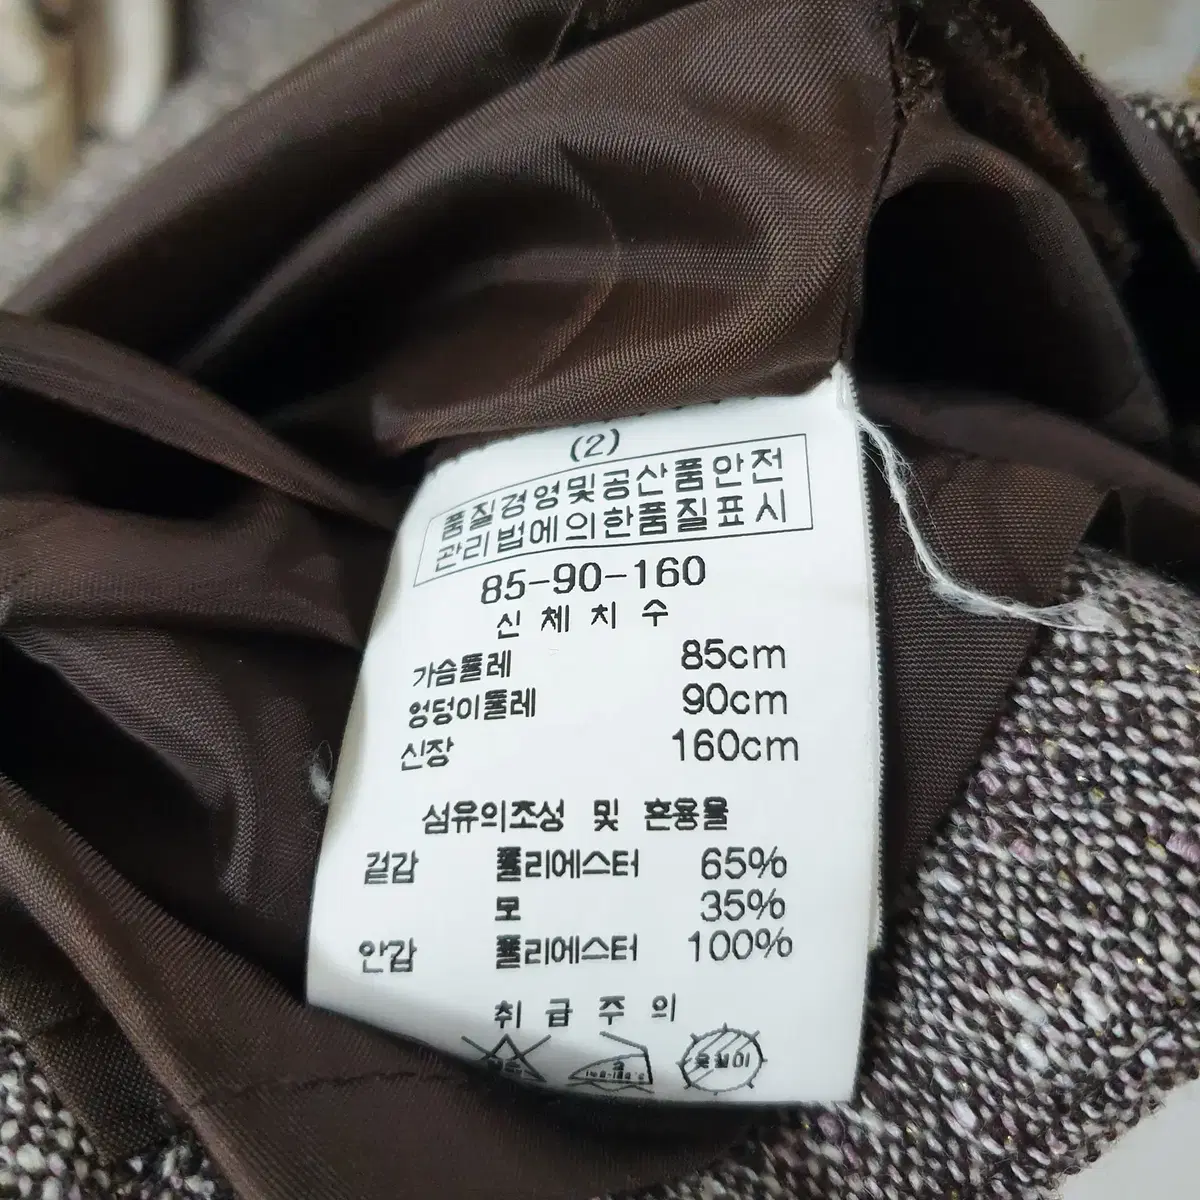 (2)
품질경영및공산품안전
관리법에의한품질표시
85-90-160
신체치수
가슴둘레 85cm
엉덩이둘레 90cm
신장 160cm
섬유의조성 및 혼용율
겉감 폴리에스터 65%
모 35%
안감 폴리에스터 100%
취급주의
옷걸이